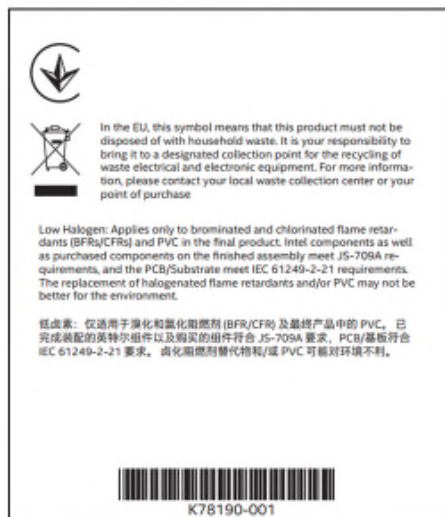 In the EU, this symbol means that this product must not be
disposed of with household waste. It is your responsibility to
bring it to a designated collection point for the recycling of
waste electrical and electronic equipment. For more informa-
tion, please contact your local waste collection center or your
point of purchase
Low Halogen: Applies only to brominated and chlorinated flame retar-
dants (BFRs/CFRs) and PVC in the final product. Intel components as well
as purchased components on the finished assembly meet JS-709A re-
quirements, and the PCB/Substrate meet IEC 61249-2-21 requirements.
The replacement of halogenated flame retardants and/or PVC may not be
better for the environment.
低卤素：仅适用于溴化和氯化阻燃剂 (BFR/CFR) 及最终产品中的 PVC。 已
完成装配的英特尔组件以及购买的组件符合 JS-709A 要求，PCB/基板符合
IEC 61249-2-21 要求。 卤化阻燃剂替代物和/或 PVC 可能对环境不利。
K78190-001